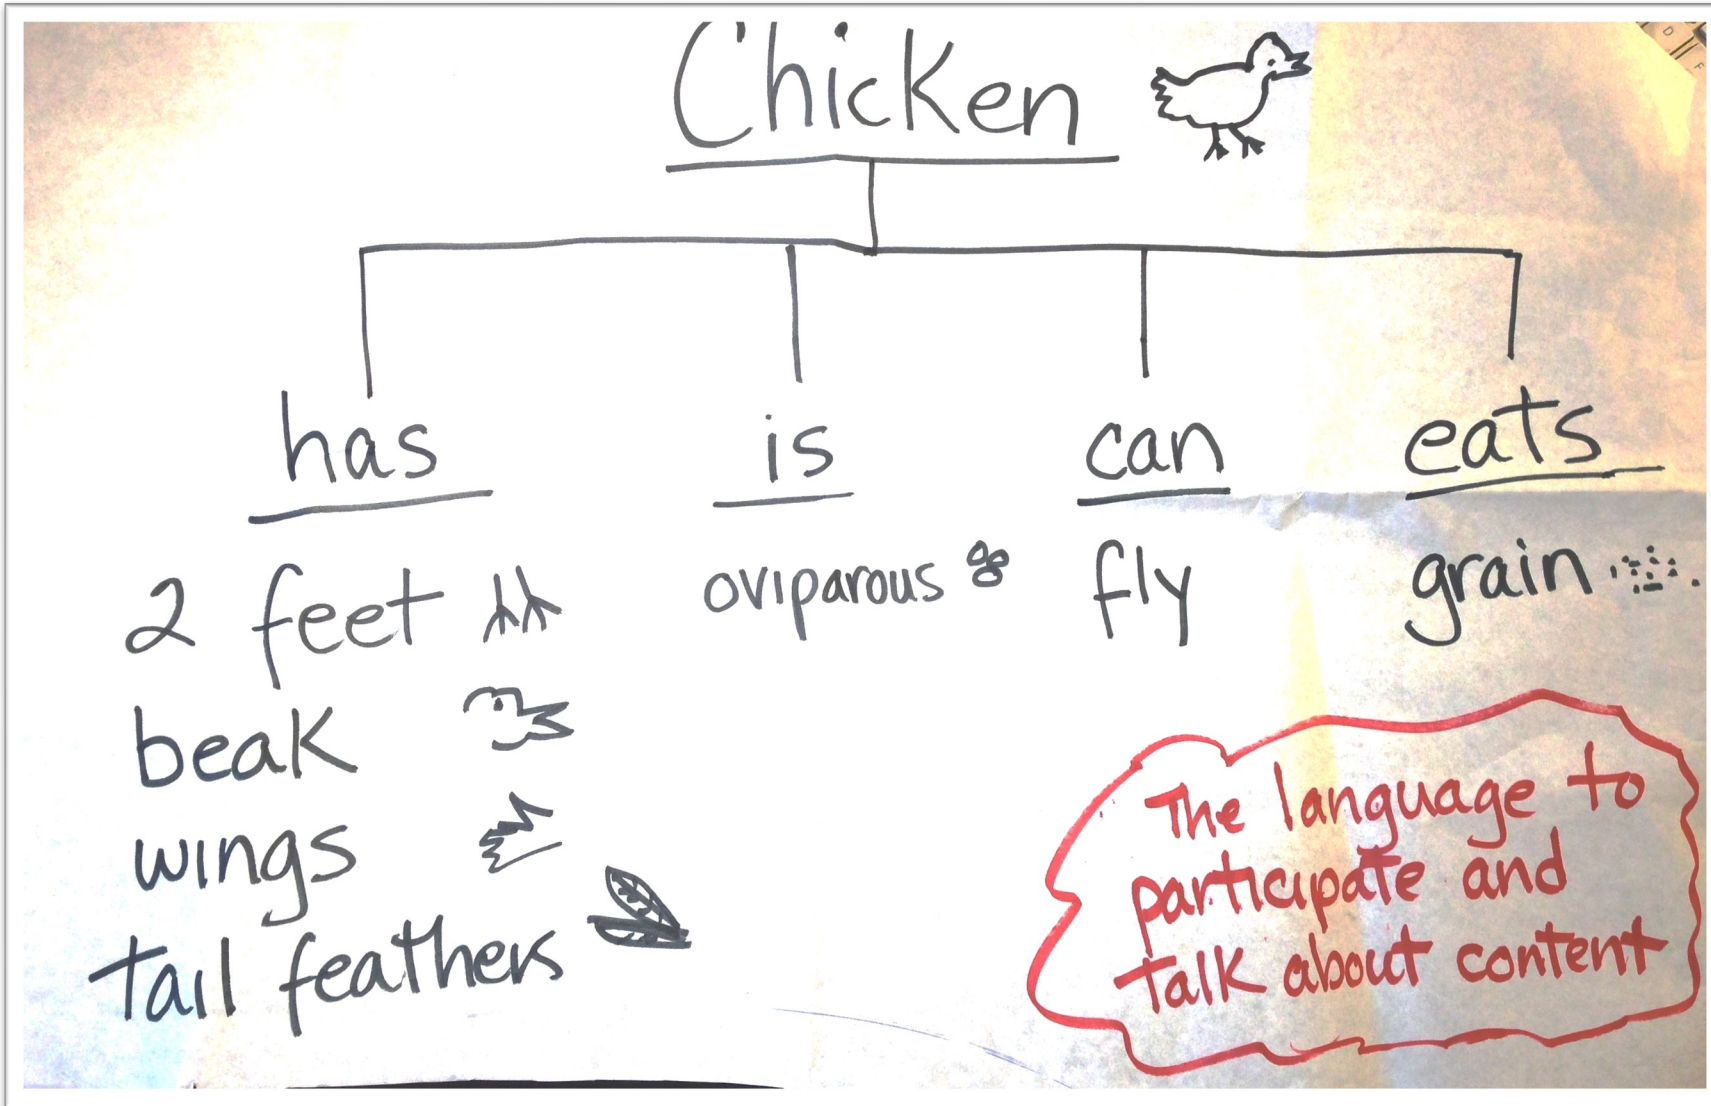 Chicken
has
is
can
eats
2 feet
oviparous
fly
grain
beak
wings
tail feathers
The language to
participate and
talk about content